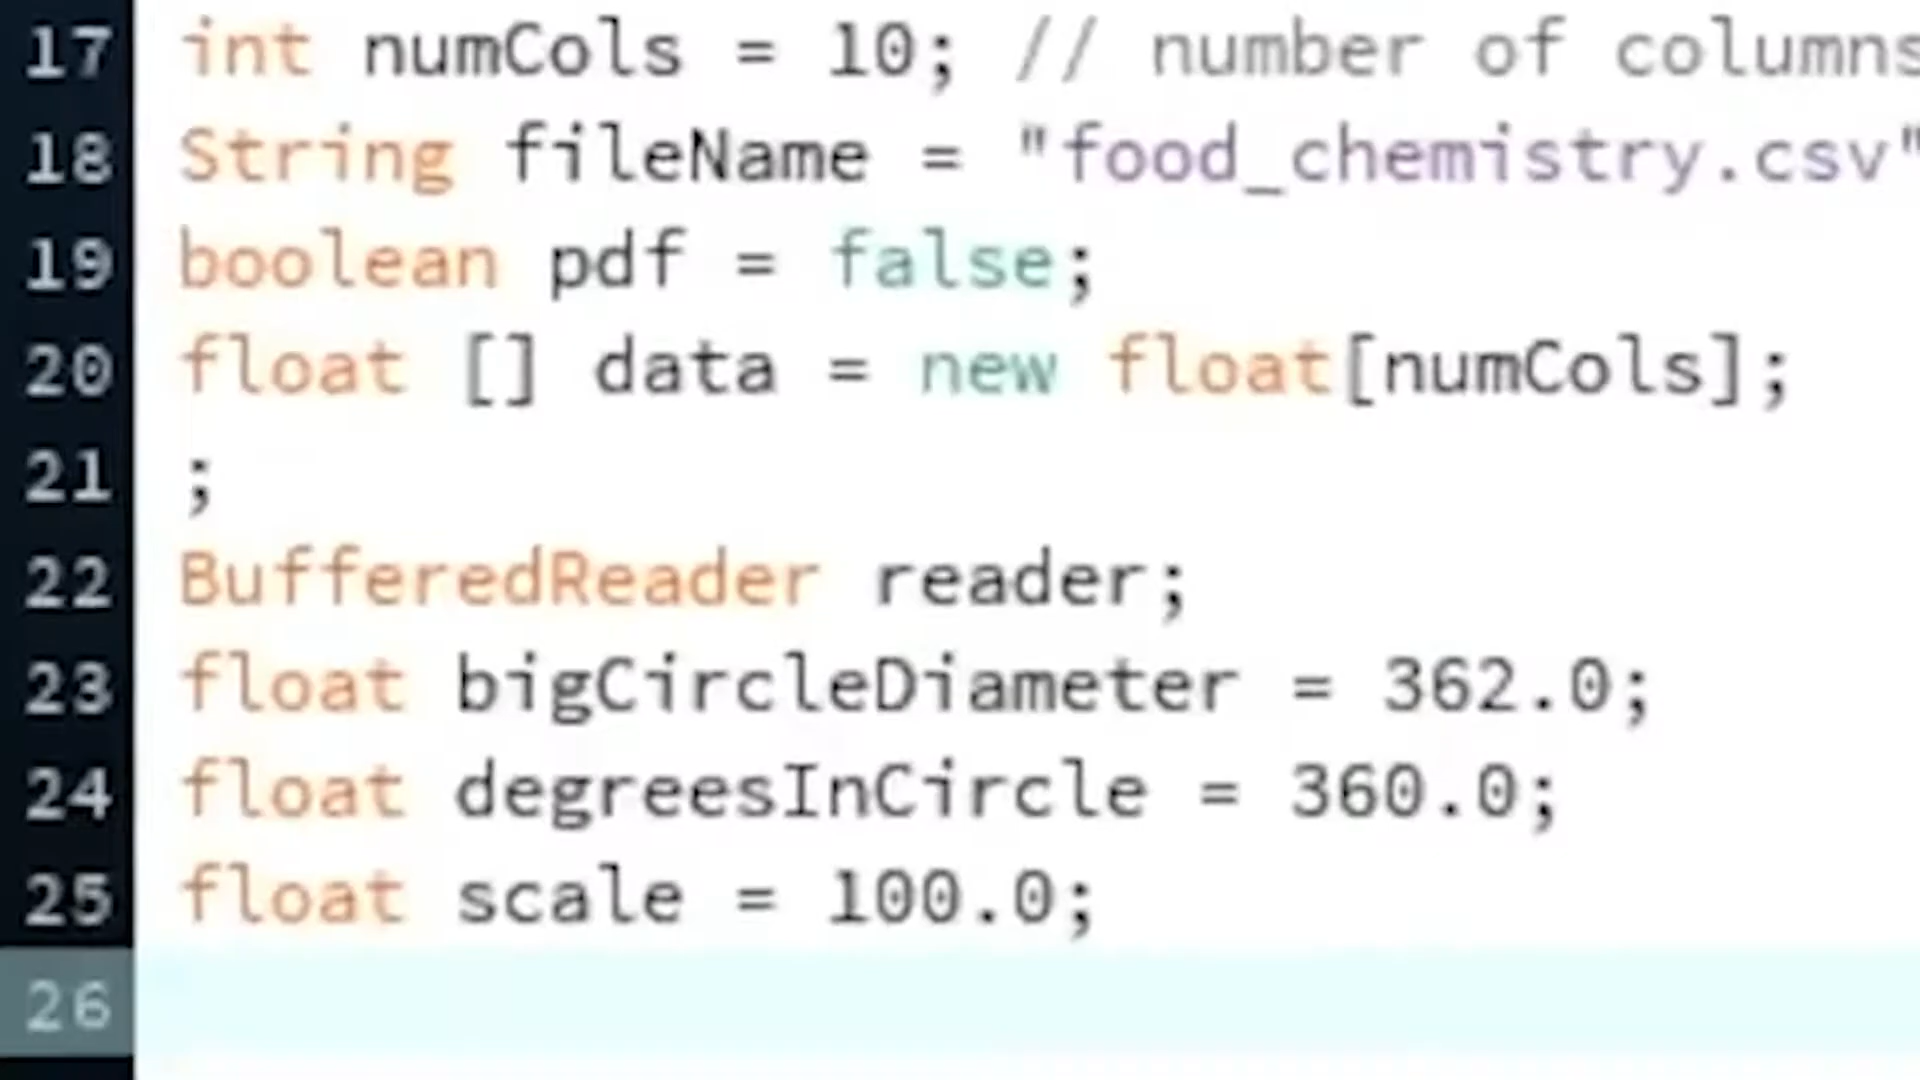 17 int numCols = 10; // number of columns
18 String fileName = "food_chemistry.csv"
19 boolean pdf = false;
20 float [] data = new float[numCols];
21 ;
22 BufferedReader reader;
23 float bigCircleDiameter = 362.0;
24 float degreesInCircle = 360.0;
25 float scale = 100.0;
26